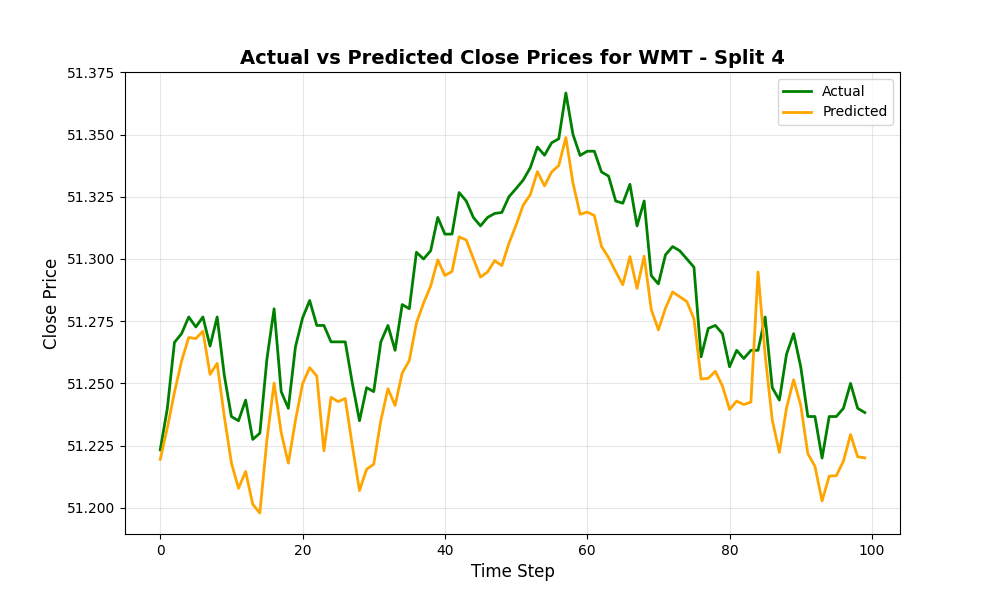 Actual vs Predicted Close Prices for WMT - Split 4
51.375
51.350
51.325
51.300
51.275
51.250
51.225
51.200
Close Price
Actual
Predicted
0 20 40 60 80 100
Time Step